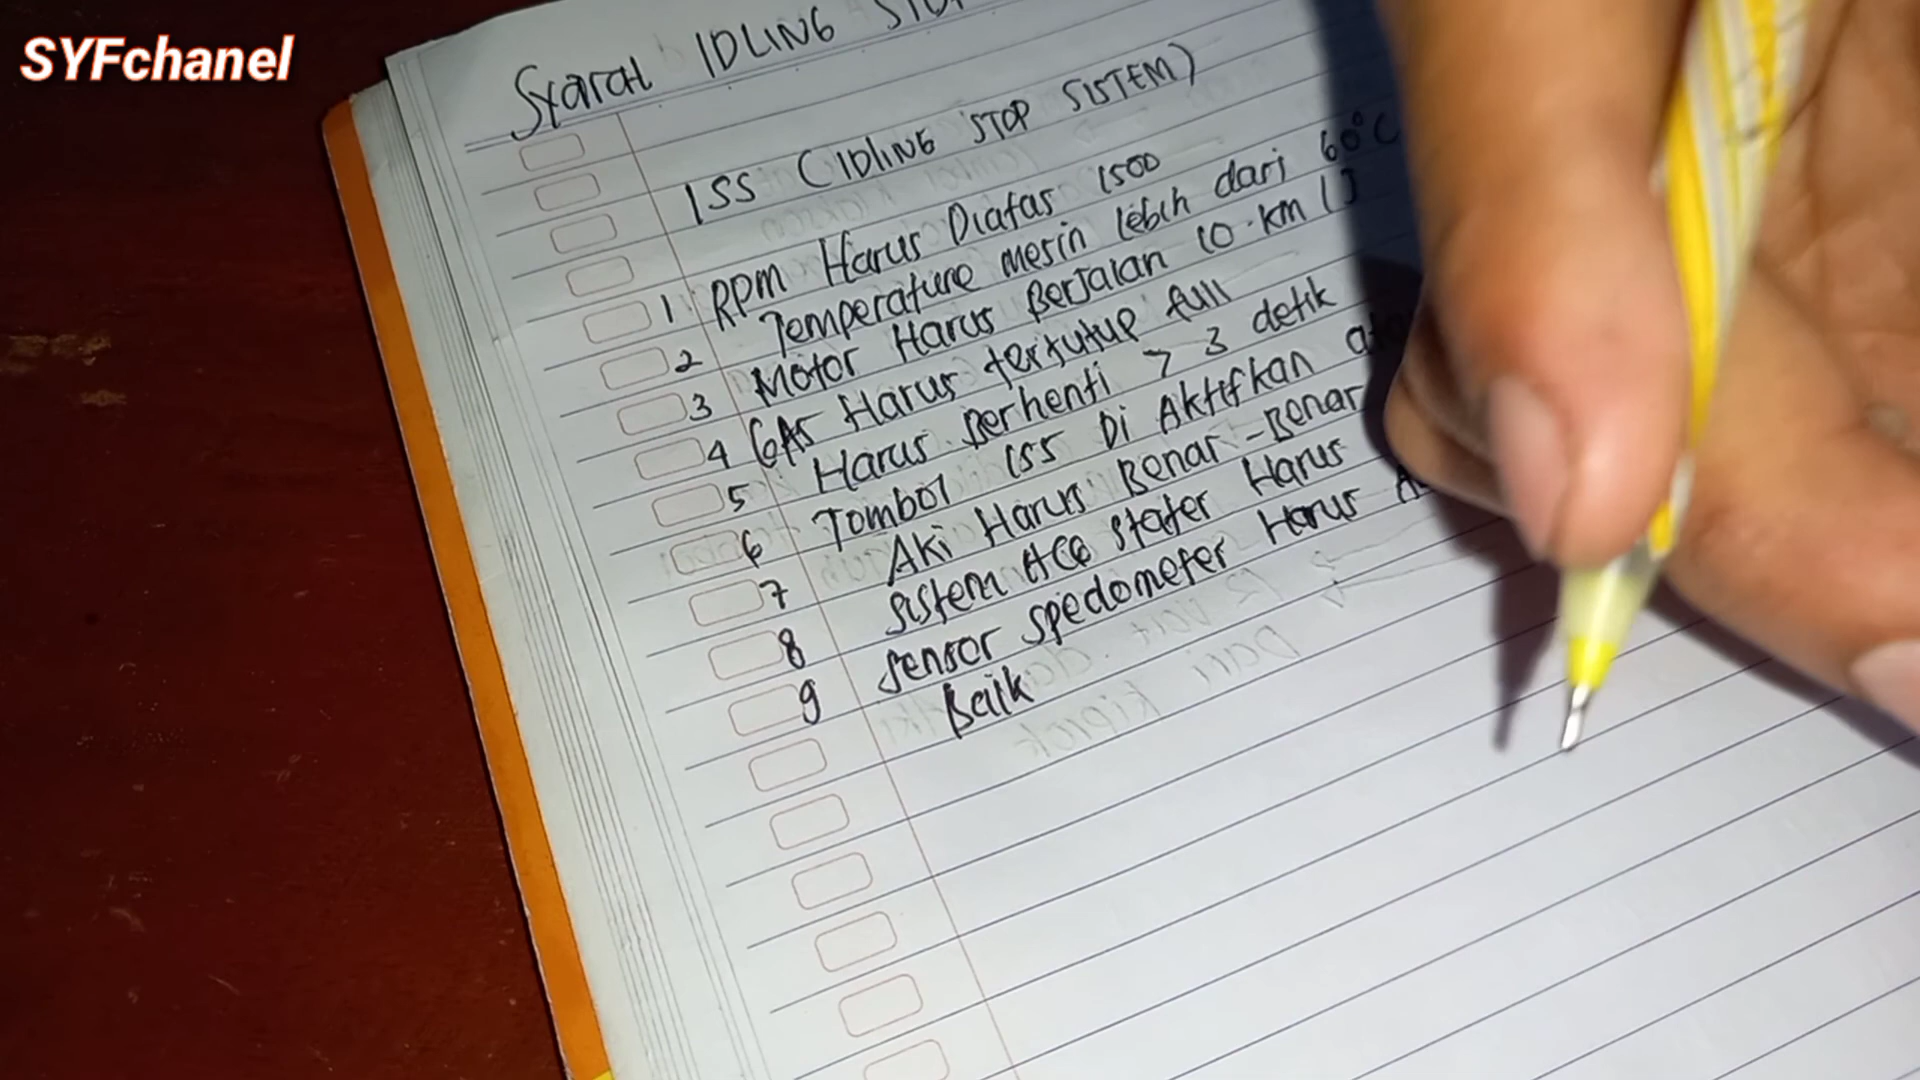 SYFchanel
Syarat IDLING STOP
ISS (IDliNG STOP SISTEM)
1 RPM Harus Diatas 1500
2 Temperature mesin lebih dari 60°C
3 Motor Harus Berjalan 10 km /J
4 GAS Harus tertutup full
5 Harus Berhenti > 3 detik
6 Tombol ISS Di Aktifkan
7 Aki Harus Benar-Benar
8 Sistem ACG Stater Harus
9 Sensor Spedometer Harus
Baik